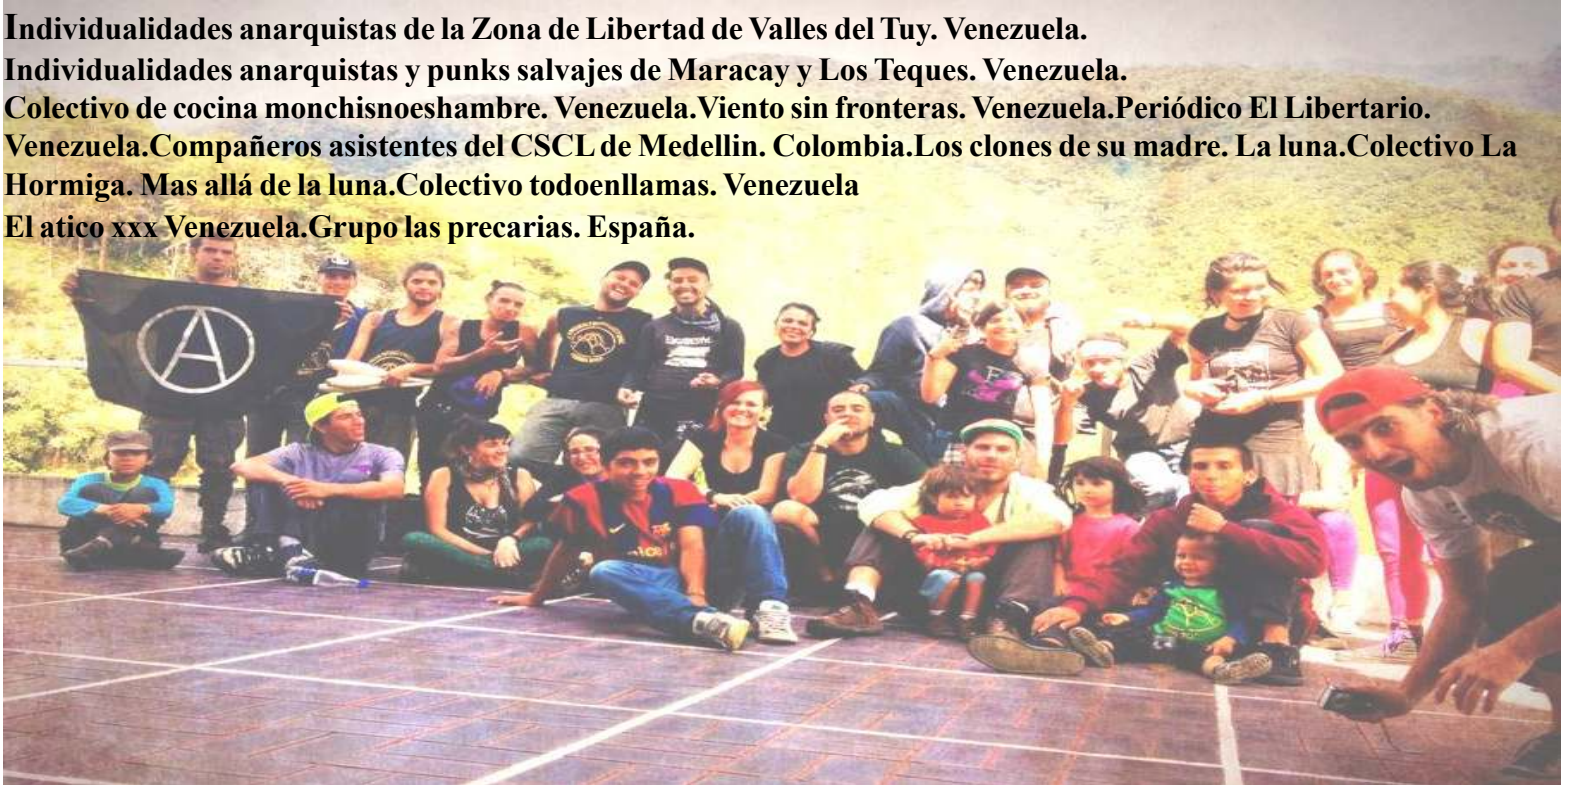 Individualidades anarquistas de la Zona de Libertad de Valles del Tuy. Venezuela.
Individualidades anarquistas y punks salvajes de Maracay y Los Teques. Venezuela.
Colectivo de cocina monchisnoeshambre. Venezuela.Viento sin fronteras. Venezuela.Periódico El Libertario.
Venezuela.Compañeros asistentes del CSCL de Medellin. Colombia.Los clones de su madre. La luna.Colectivo La
Hormiga. Mas allá de la luna.Colectivo todoenllamas. Venezuela
El atico xxx Venezuela.Grupo las precarias. España.
A